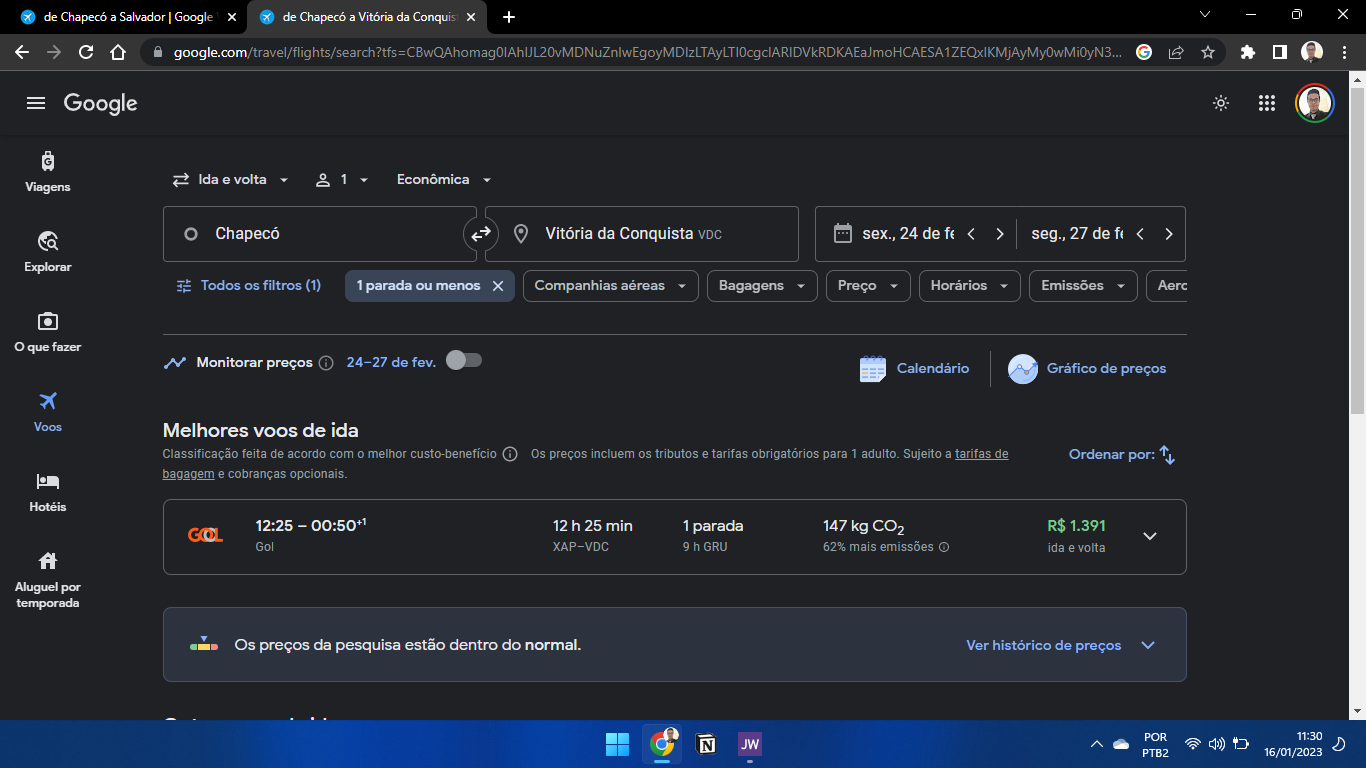 de Chapecó a Salvador | Google
de Chapecó a Vitória da Conquis
google.com/travel/flights/search?tfs=CBwQAhomag0IAhIJL20vMDNuZnIwEgoyMDIzLTAyLTI0cgcIARIDVkRDKAEaJmoHCAESA1ZEQxIKMjAyMy0wMi0yN3...
Google
Viagens
Explorar
O que fazer
Voos
Hotéis
Aluguel por
temporada
Ida e volta
1
Econômica
Chapecó
Vitória da Conquista VDC
sex., 24 de fe
seg., 27 de fe
Todos os filtros (1)
1 parada ou menos
Companhias aéreas
Bagagens
Preço
Horários
Emissões
Aero
Monitorar preços
24–27 de fev.
Calendário
Gráfico de preços
Melhores voos de ida
Classificação feita de acordo com o melhor custo-benefício Os preços incluem os tributos e tarifas obrigatórios para 1 adulto. Sujeito a tarifas de
bagagem e cobranças opcionais.
Ordenar por:
GOL
12:25 – 00:50+1
Gol
12 h 25 min
XAP–VDC
1 parada
9 h GRU
147 kg CO2
62% mais emissões
R$ 1.391
ida e volta
Os preços da pesquisa estão dentro do normal.
Ver histórico de preços
JW
POR
PTB2
11:30
16/01/2023